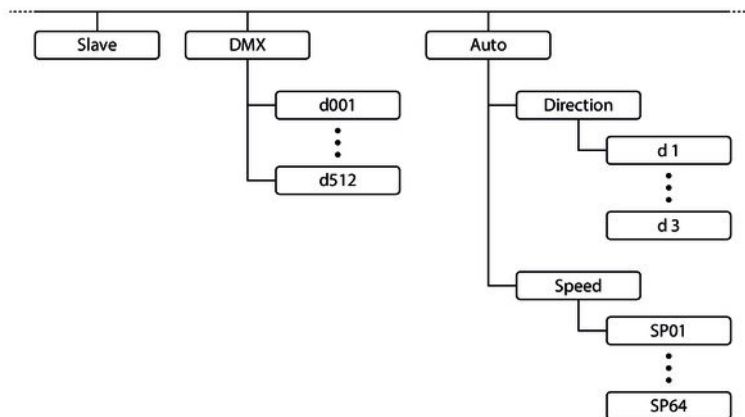 Slave
DMX
Auto
d001
Direction
d 1
d512
d 3
Speed
SP01
SP64